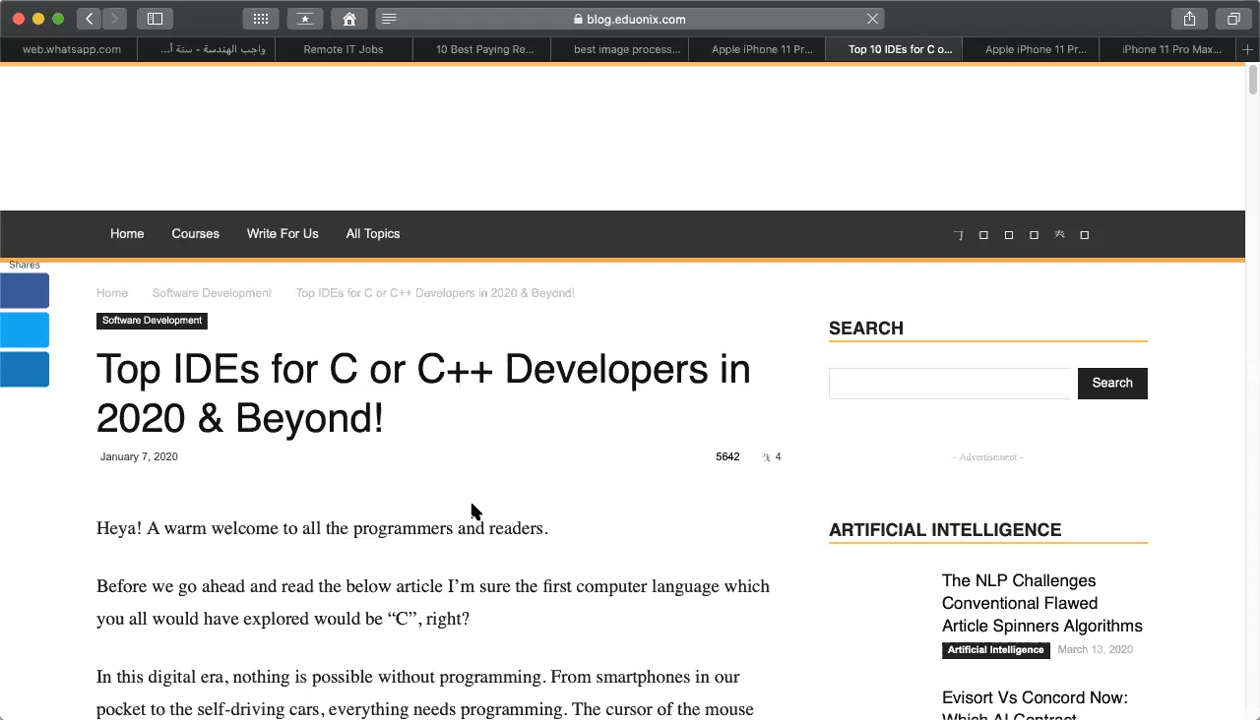 blog.eduonix.com
web.whatsapp.com
واجب الهندسة - ستة أ...
Remote IT Jobs
10 Best Paying Re...
best image process...
Apple iPhone 11 Pr...
Top 10 IDEs for C o...
Apple iPhone 11 Pr...
iPhone 11 Pro Max...
Home Courses Write For Us All Topics
Shares
Home Software Development Top IDEs for C or C++ Developers in 2020 & Beyond!
Software Development
Top IDEs for C or C++ Developers in
2020 & Beyond!
January 7, 2020
5642
4
Heya! A warm welcome to all the programmers and readers.
Before we go ahead and read the below article I’m sure the first computer language which
you all would have explored would be “C”, right?
In this digital era, nothing is possible without programming. From smartphones in our
pocket to the self-driving cars, everything needs programming. The cursor of the mouse
SEARCH
Search
- Advertisement -
ARTIFICIAL INTELLIGENCE
The NLP Challenges
Conventional Flawed
Article Spinners Algorithms
Artificial Intelligence March 13, 2020
Evisort Vs Concord Now:
Which AI Contract